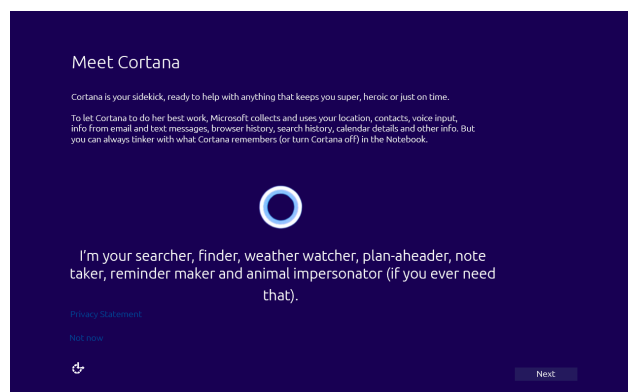 Meet Cortana
Cortana is your sidekick, ready to help with anything that keeps you super, heroic or just on time.
To let Cortana to do her best work, Microsoft collects and uses your location, contacts, voice input,
info from email and text messages, browser history, search history, calendar details and other info. But
you can always tinker with what Cortana remembers (or turn Cortana off) in the Notebook.
I'm your searcher, finder, weather watcher, plan-aheader, note
taker, reminder maker and animal impersonator (if you ever need
that).
Privacy Statement
Not now
Next